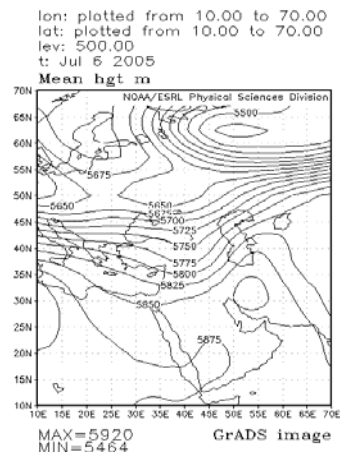 lon: plotted from 10.00 to 70.00
lat: plotted from 10.00 to 70.00
lev: 500.00
t: Jul 6 2005
Mean hgt m
70N
NOAA/ESRL Physical Sciences Division
65N
5500
60N
55N
5675
50N
5650
5650
5675
5700
45N
5725
40N
5750
5775
35N
5800
5825
30N
5850
25N
20N
5875
15N
10N
10E 15E 20E 25E 30E 35E 40E 45E 50E 55E 60E 65E 70E
MAX=5920
MIN=5464
GrADS image